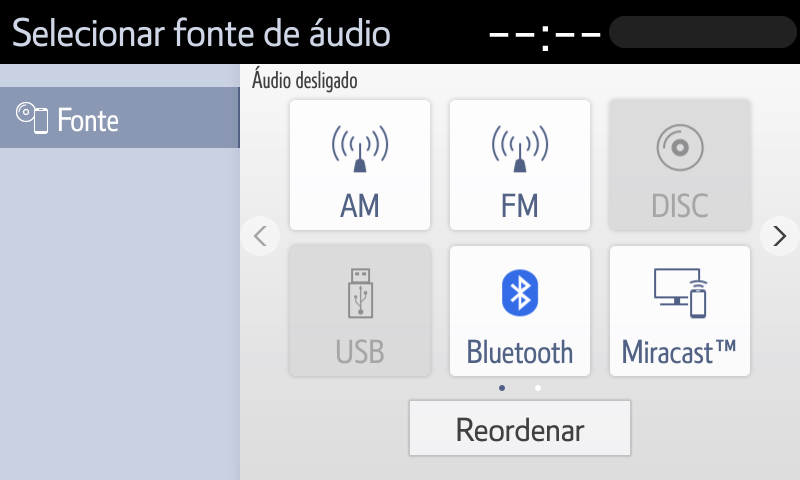 Selecionar fonte de áudio --:--
Áudio desligado
Fonte
AM FM DISC
USB Bluetooth Miracast™
Reordenar